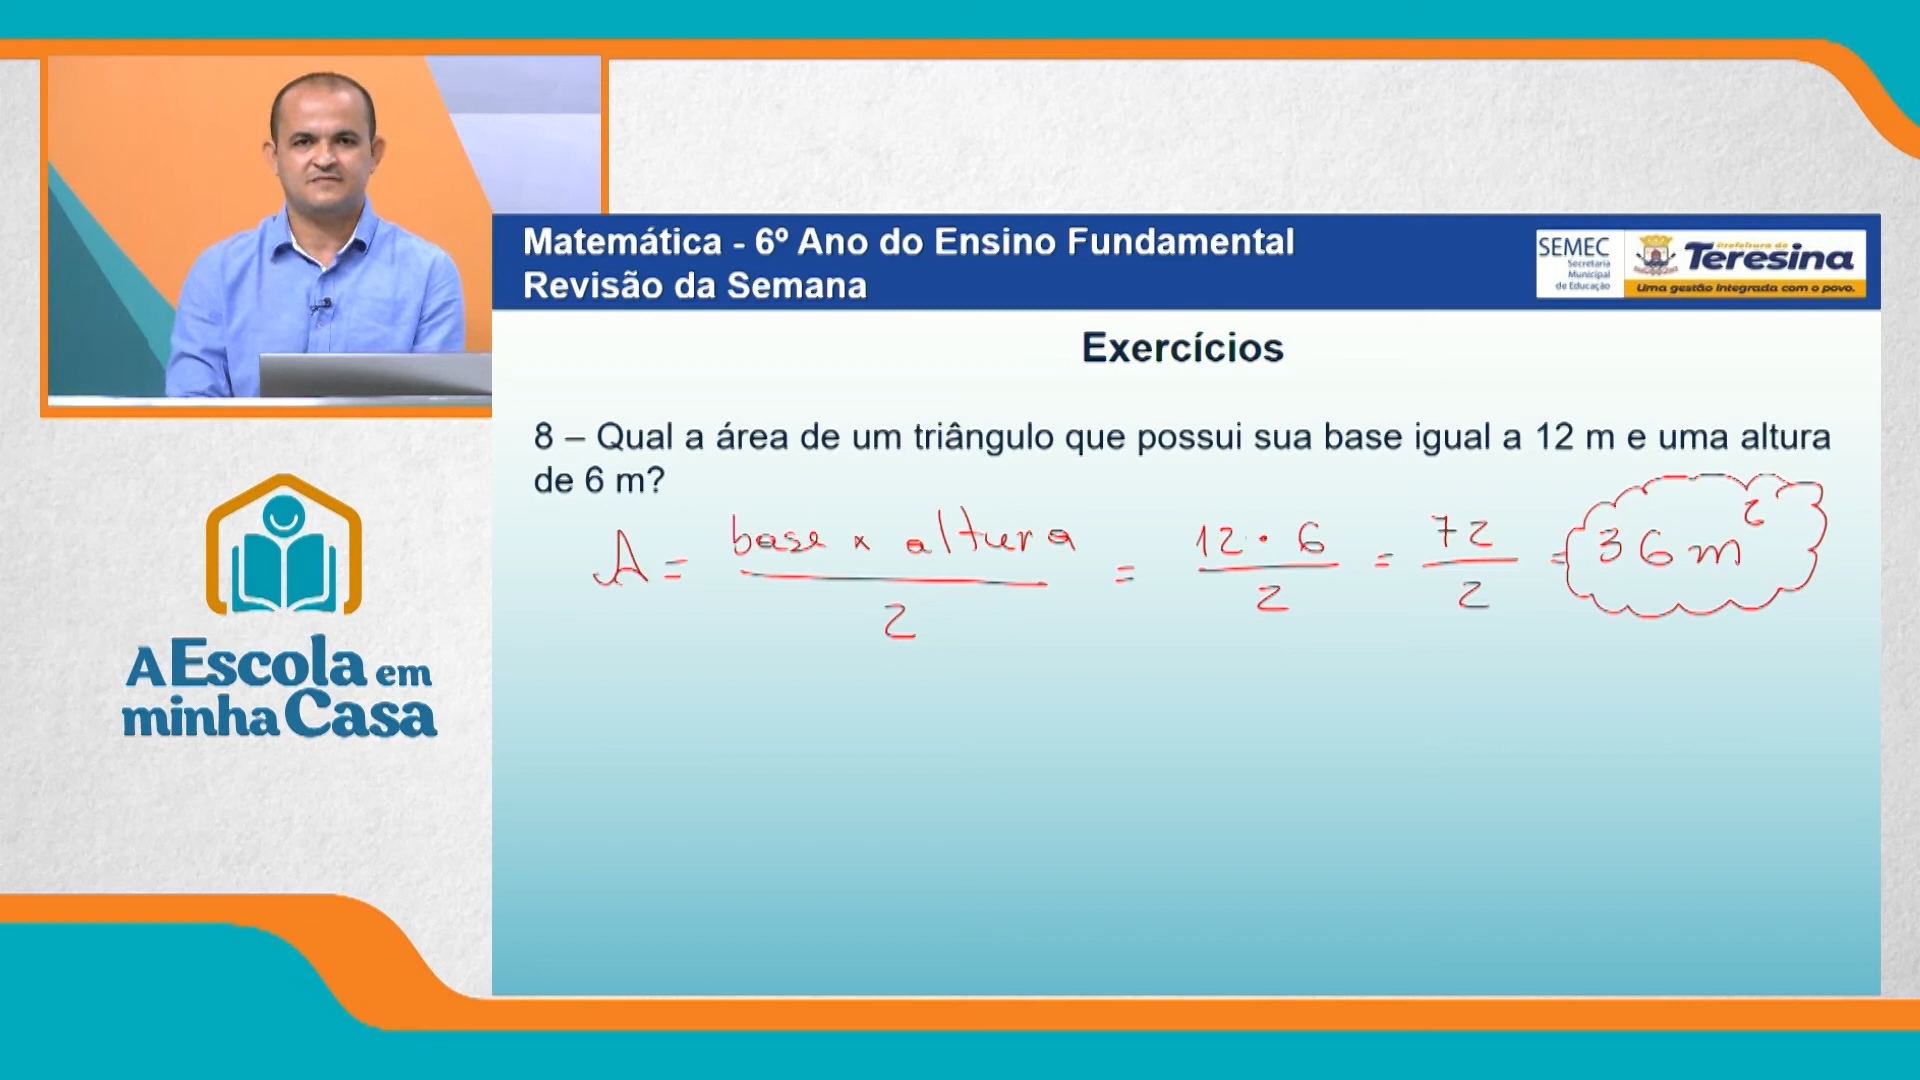 Matemática - 6º Ano do Ensino Fundamental
Revisão da Semana
SEMEC
Secretaria
Municipal
de Educação
Prefeitura de
Teresina
Uma gestão integrada com o povo.
Exercícios
8 – Qual a área de um triângulo que possui sua base igual a 12 m e uma altura
de 6 m?
A = base x altura / 2 = 12 · 6 / 2 = 72 / 2 = 36 m²
A Escola em
minha Casa